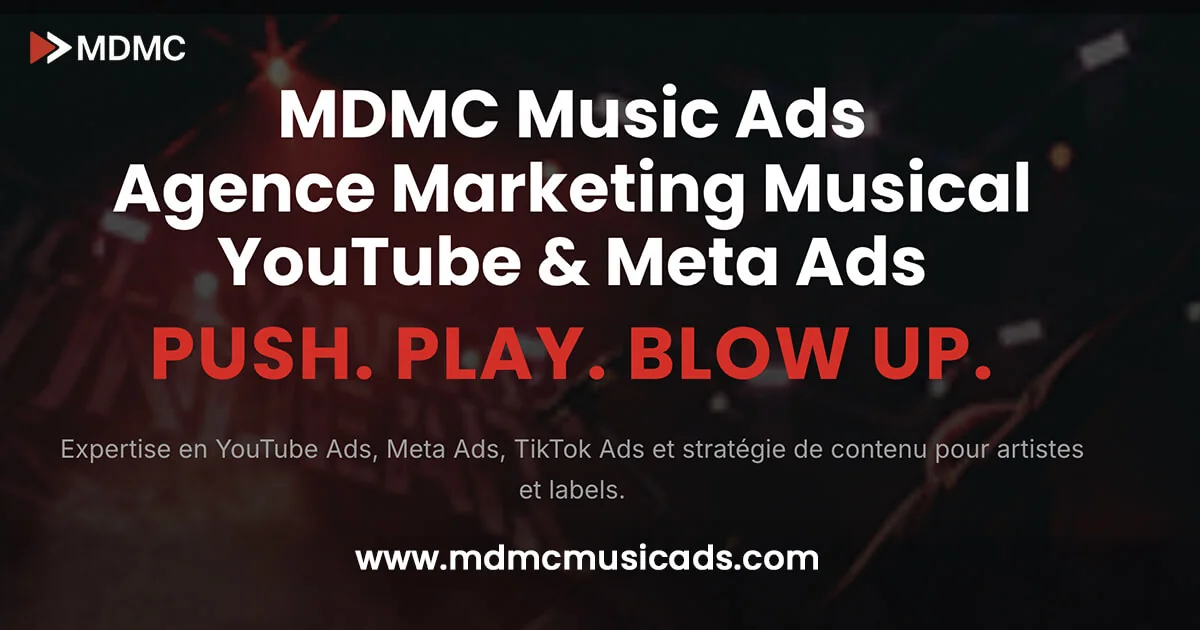 MDMC
MDMC Music Ads
Agence Marketing Musical
YouTube & Meta Ads
PUSH. PLAY. BLOW UP.
Expertise en YouTube Ads, Meta Ads, TikTok Ads et stratégie de contenu pour artistes
et labels.
www.mdmcmusicads.com